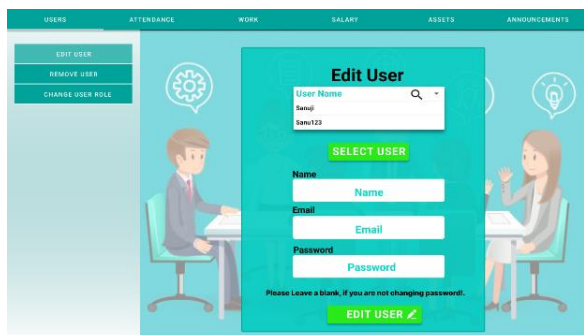 USERS ATTENDANCE WORK SALARY ASSETS ANNOUNCEMENTS
EDIT USER
REMOVE USER
CHANGE USER ROLE
Edit User
User Name
Sanuji
Sanu123
SELECT USER
Name
Name
Email
Email
Password
Password
Please Leave a blank, if you are not changing password!.
EDIT USER